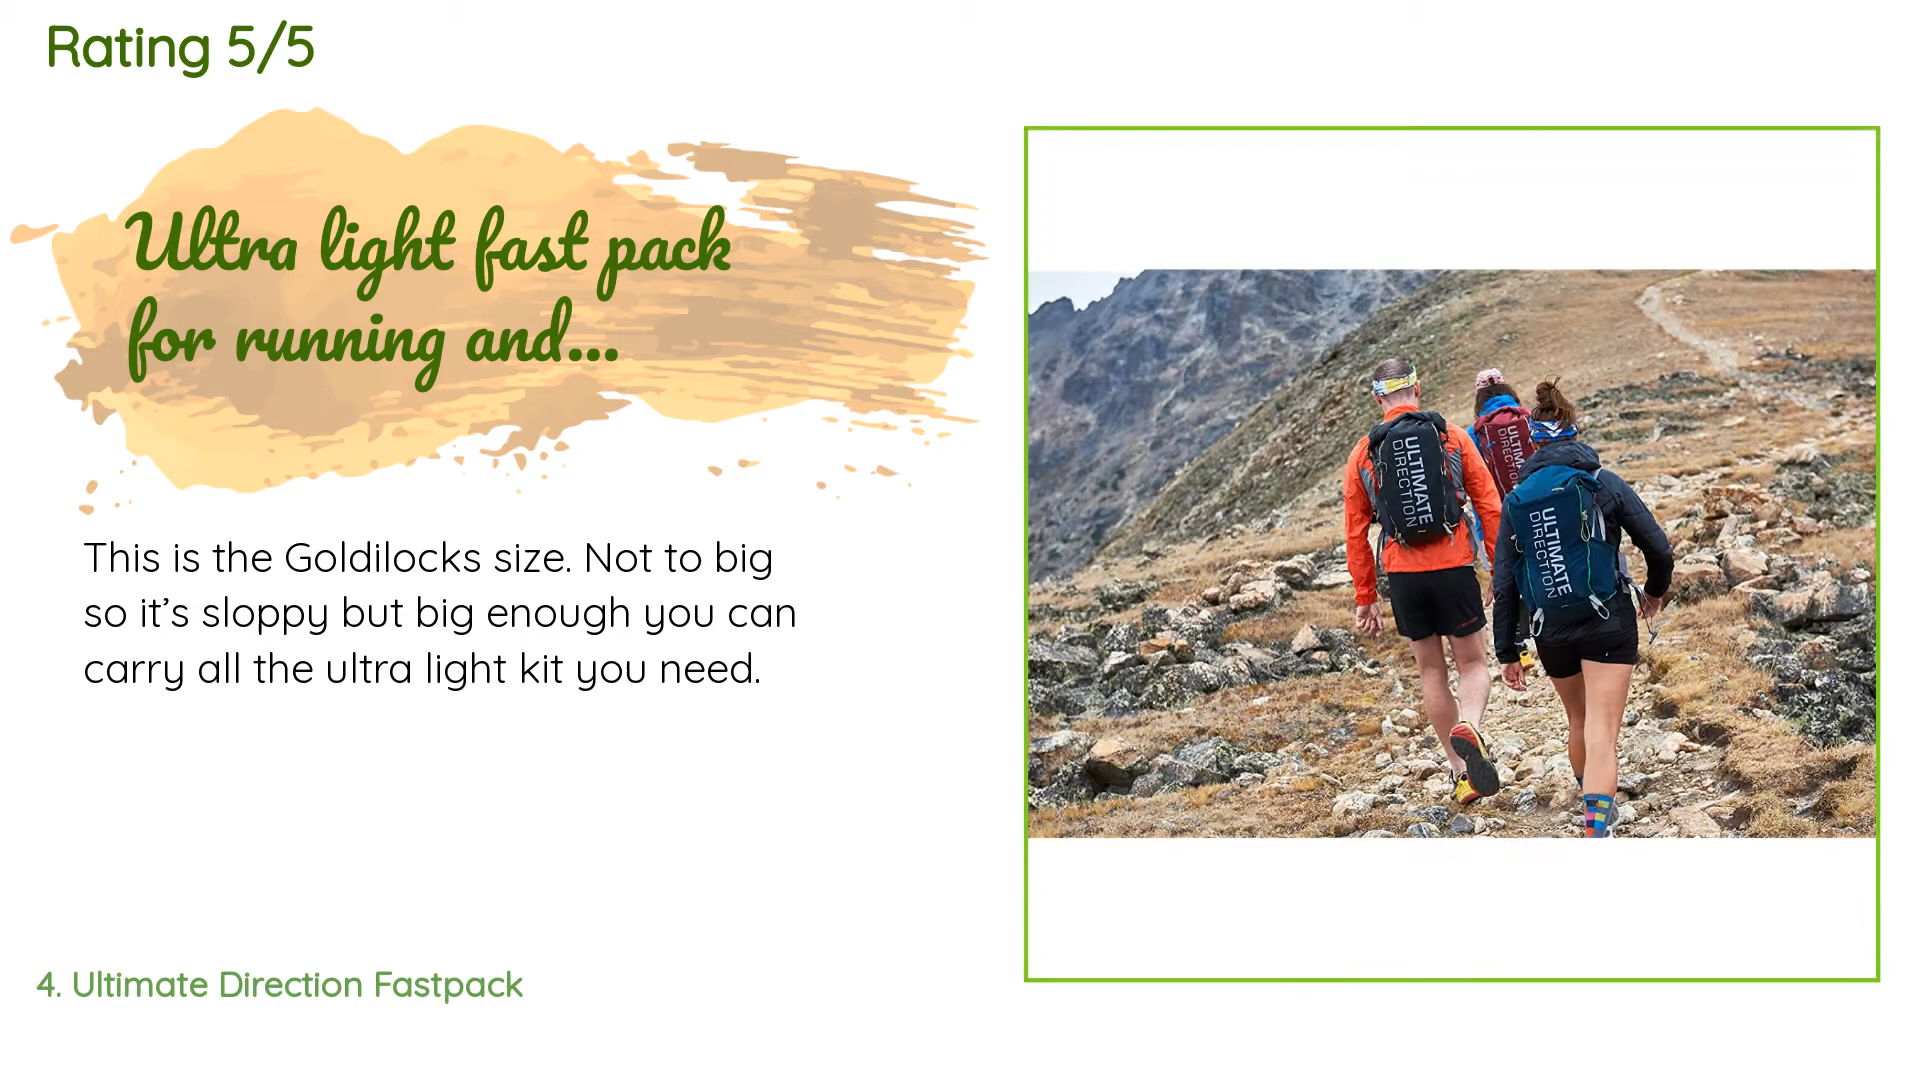 Rating 5/5
Ultra light fast pack
for running and...
This is the Goldilocks size. Not to big
so it’s sloppy but big enough you can
carry all the ultra light kit you need.
4. Ultimate Direction Fastpack
ULTIMATE
DIRECTION
ULTIMATE
DIRECTION